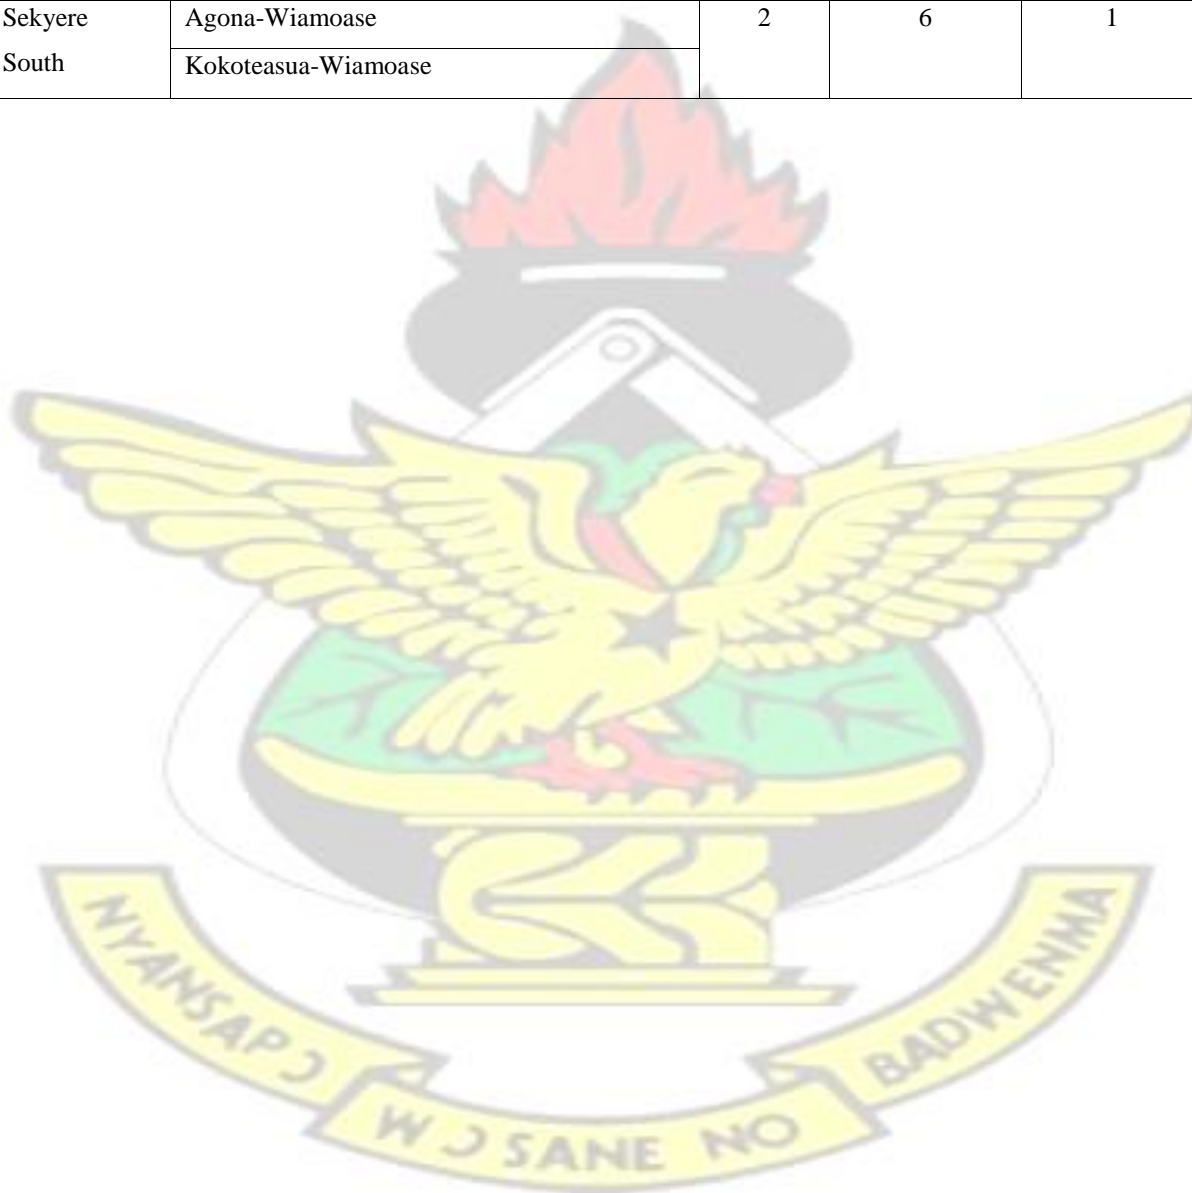 Sekyere Agona-Wiamoase 2 6 1
South Kokoteasua-Wiamoase
NYANSAPƆ
WƆSANE NO
BADWENMA